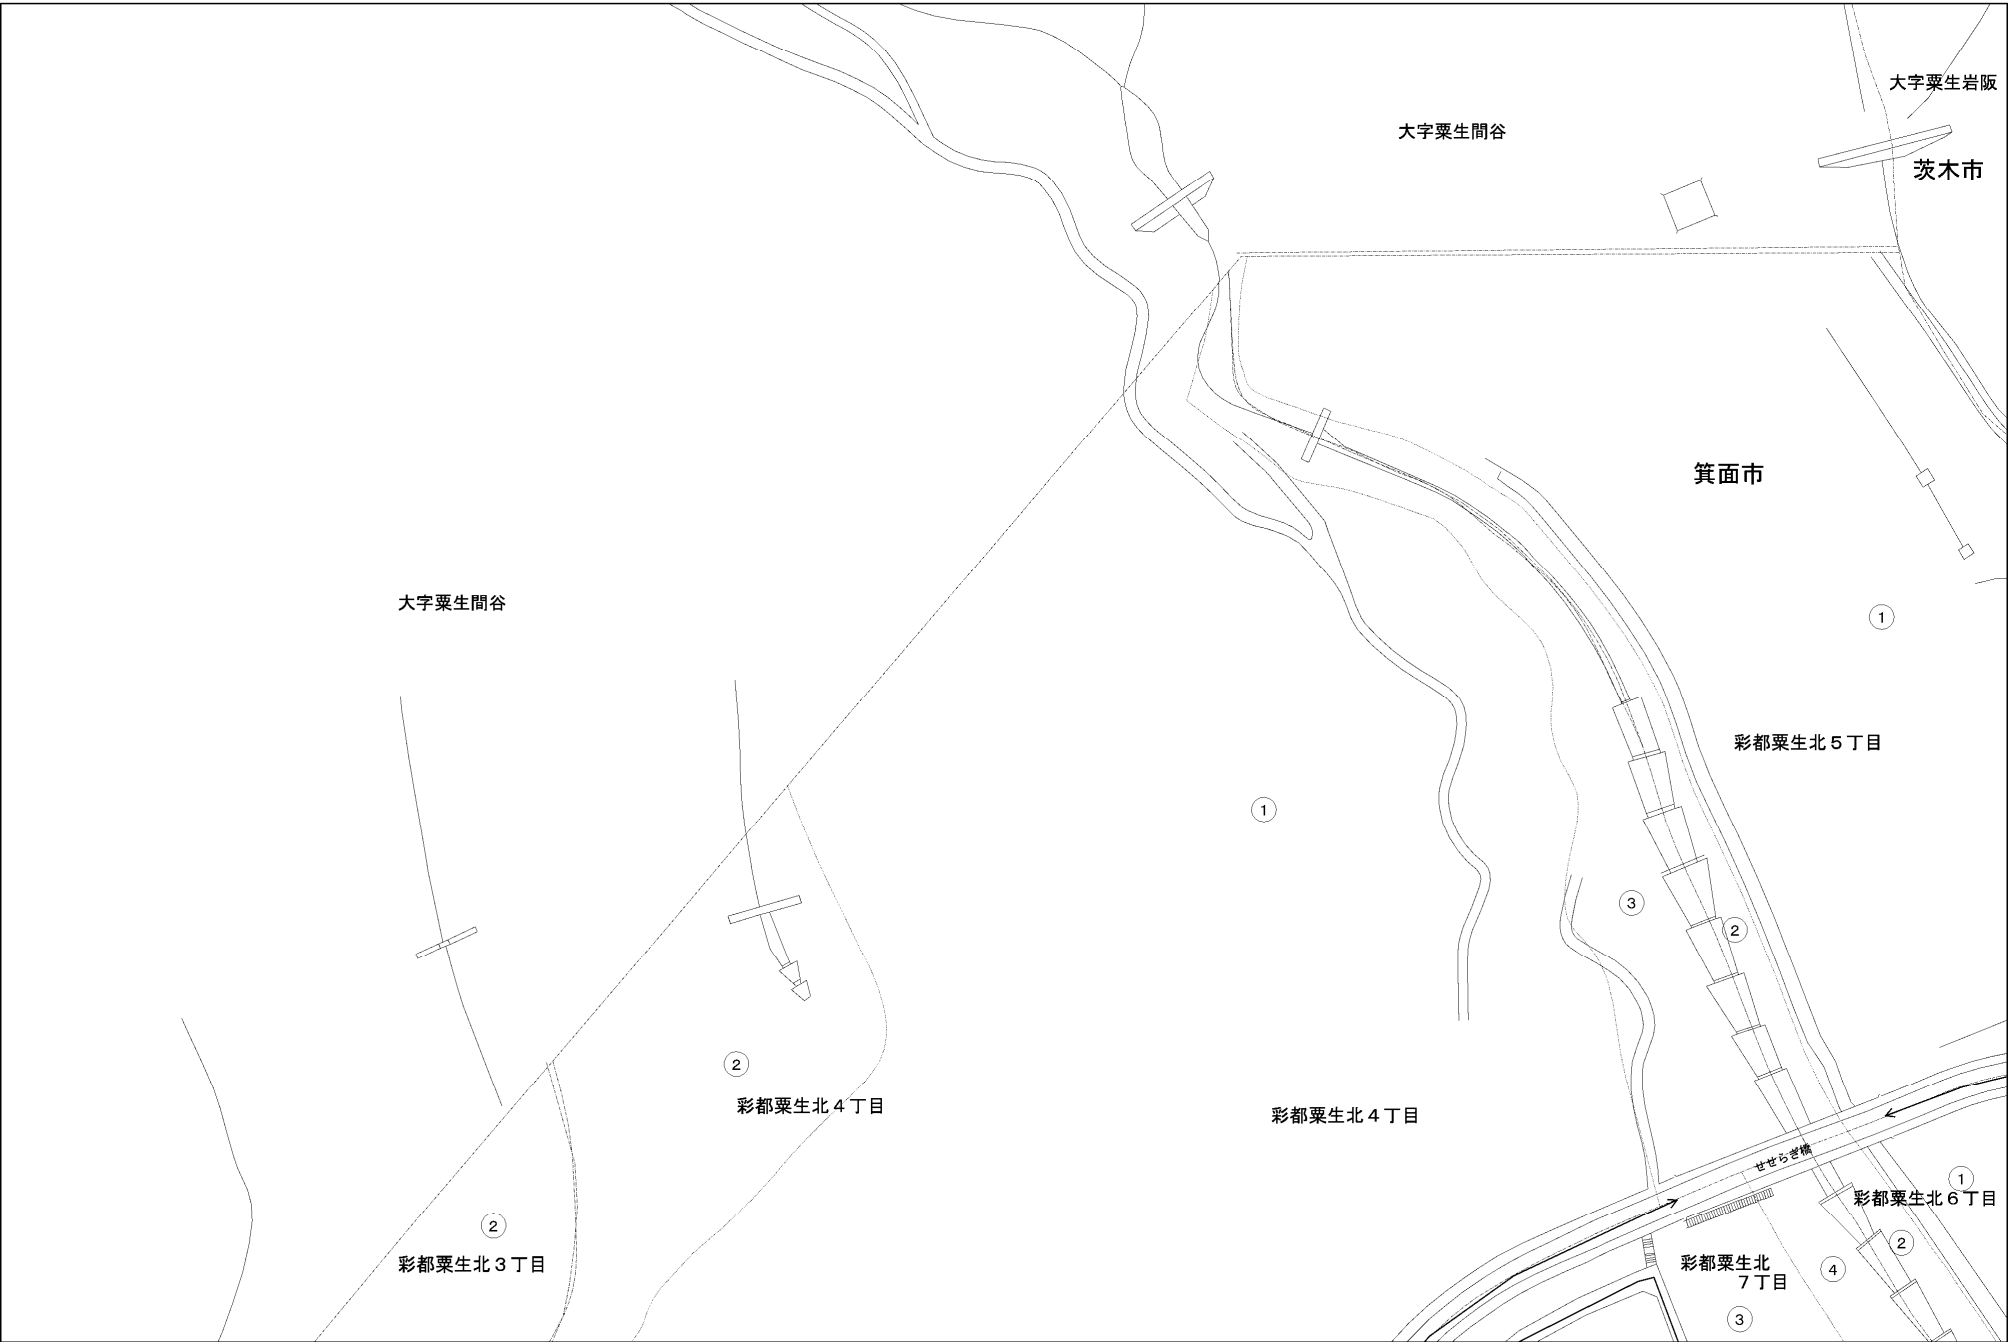 大字粟生岩阪
大字粟生間谷
茨木市
箕面市
大字粟生間谷
1
彩都粟生北５丁目
1
3
2
2
彩都粟生北４丁目
彩都粟生北４丁目
せせらぎ橋
1
彩都粟生北６丁目
2
彩都粟生北３丁目
2
彩都粟生北
７丁目
4
3